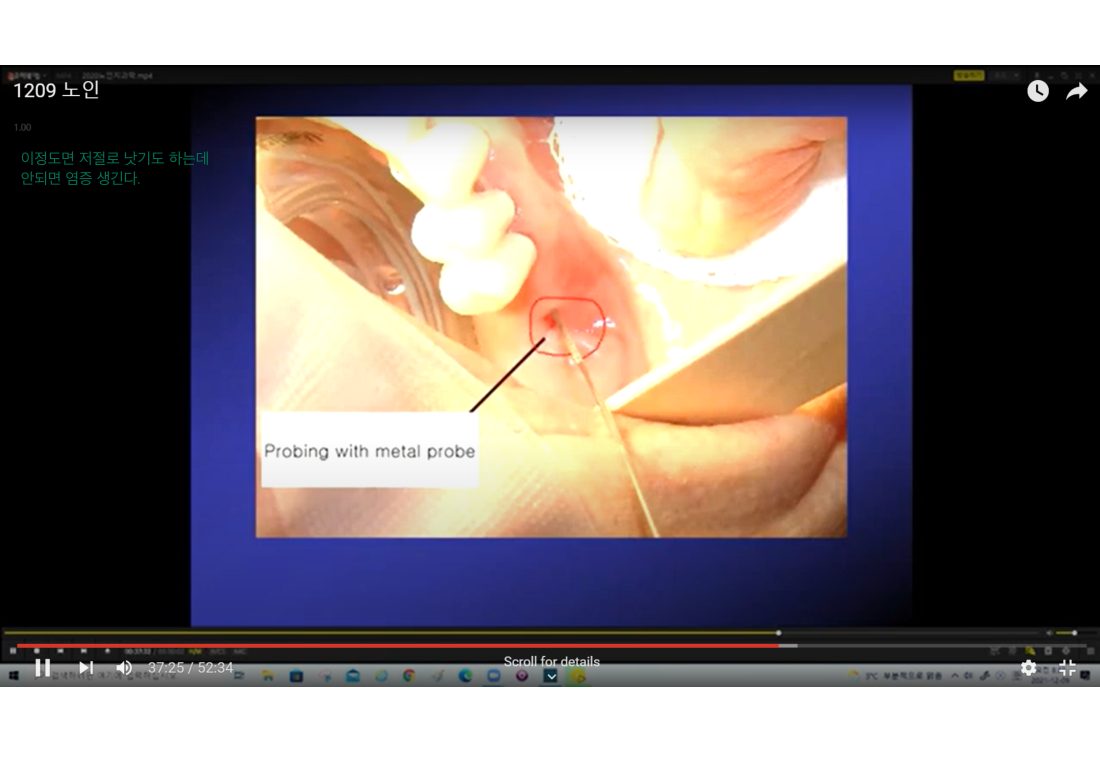 1209 노인
1.00
이정도면 저절로 낫기도 하는데
안되면 염증 생긴다.
Probing with metal probe
37:25 / 52:34
Scroll for details